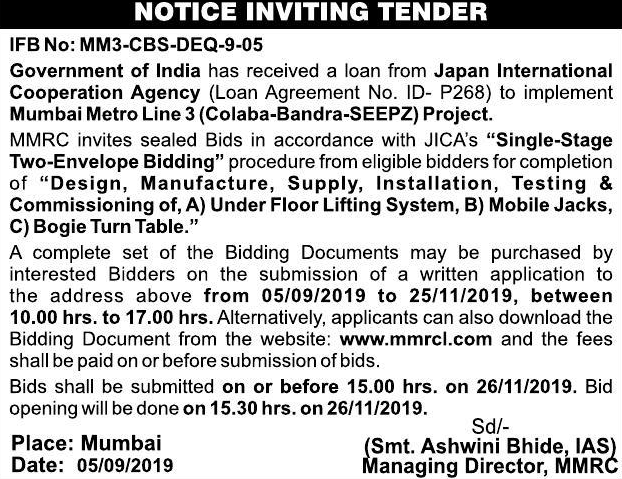 NOTICE INVITING TENDER
IFB No: MM3-CBS-DEQ-9-05
Government of India has received a loan from Japan International
Cooperation Agency (Loan Agreement No. ID- P268) to implement
Mumbai Metro Line 3 (Colaba-Bandra-SEEPZ) Project.
MMRC invites sealed Bids in accordance with JICA's “Single-Stage
Two-Envelope Bidding” procedure from eligible bidders for completion
of “Design, Manufacture, Supply, Installation, Testing &
Commissioning of, A) Under Floor Lifting System, B) Mobile Jacks,
C) Bogie Turn Table.”
A complete set of the Bidding Documents may be purchased by
interested Bidders on the submission of a written application to
the address above from 05/09/2019 to 25/11/2019, between
10.00 hrs. to 17.00 hrs. Alternatively, applicants can also download the
Bidding Document from the website: www.mmrcl.com and the fees
shall be paid on or before submission of bids.
Bids shall be submitted on or before 15.00 hrs. on 26/11/2019. Bid
opening will be done on 15.30 hrs. on 26/11/2019.
Sd/-
Place: Mumbai (Smt. Ashwini Bhide, IAS)
Date: 05/09/2019 Managing Director, MMRC